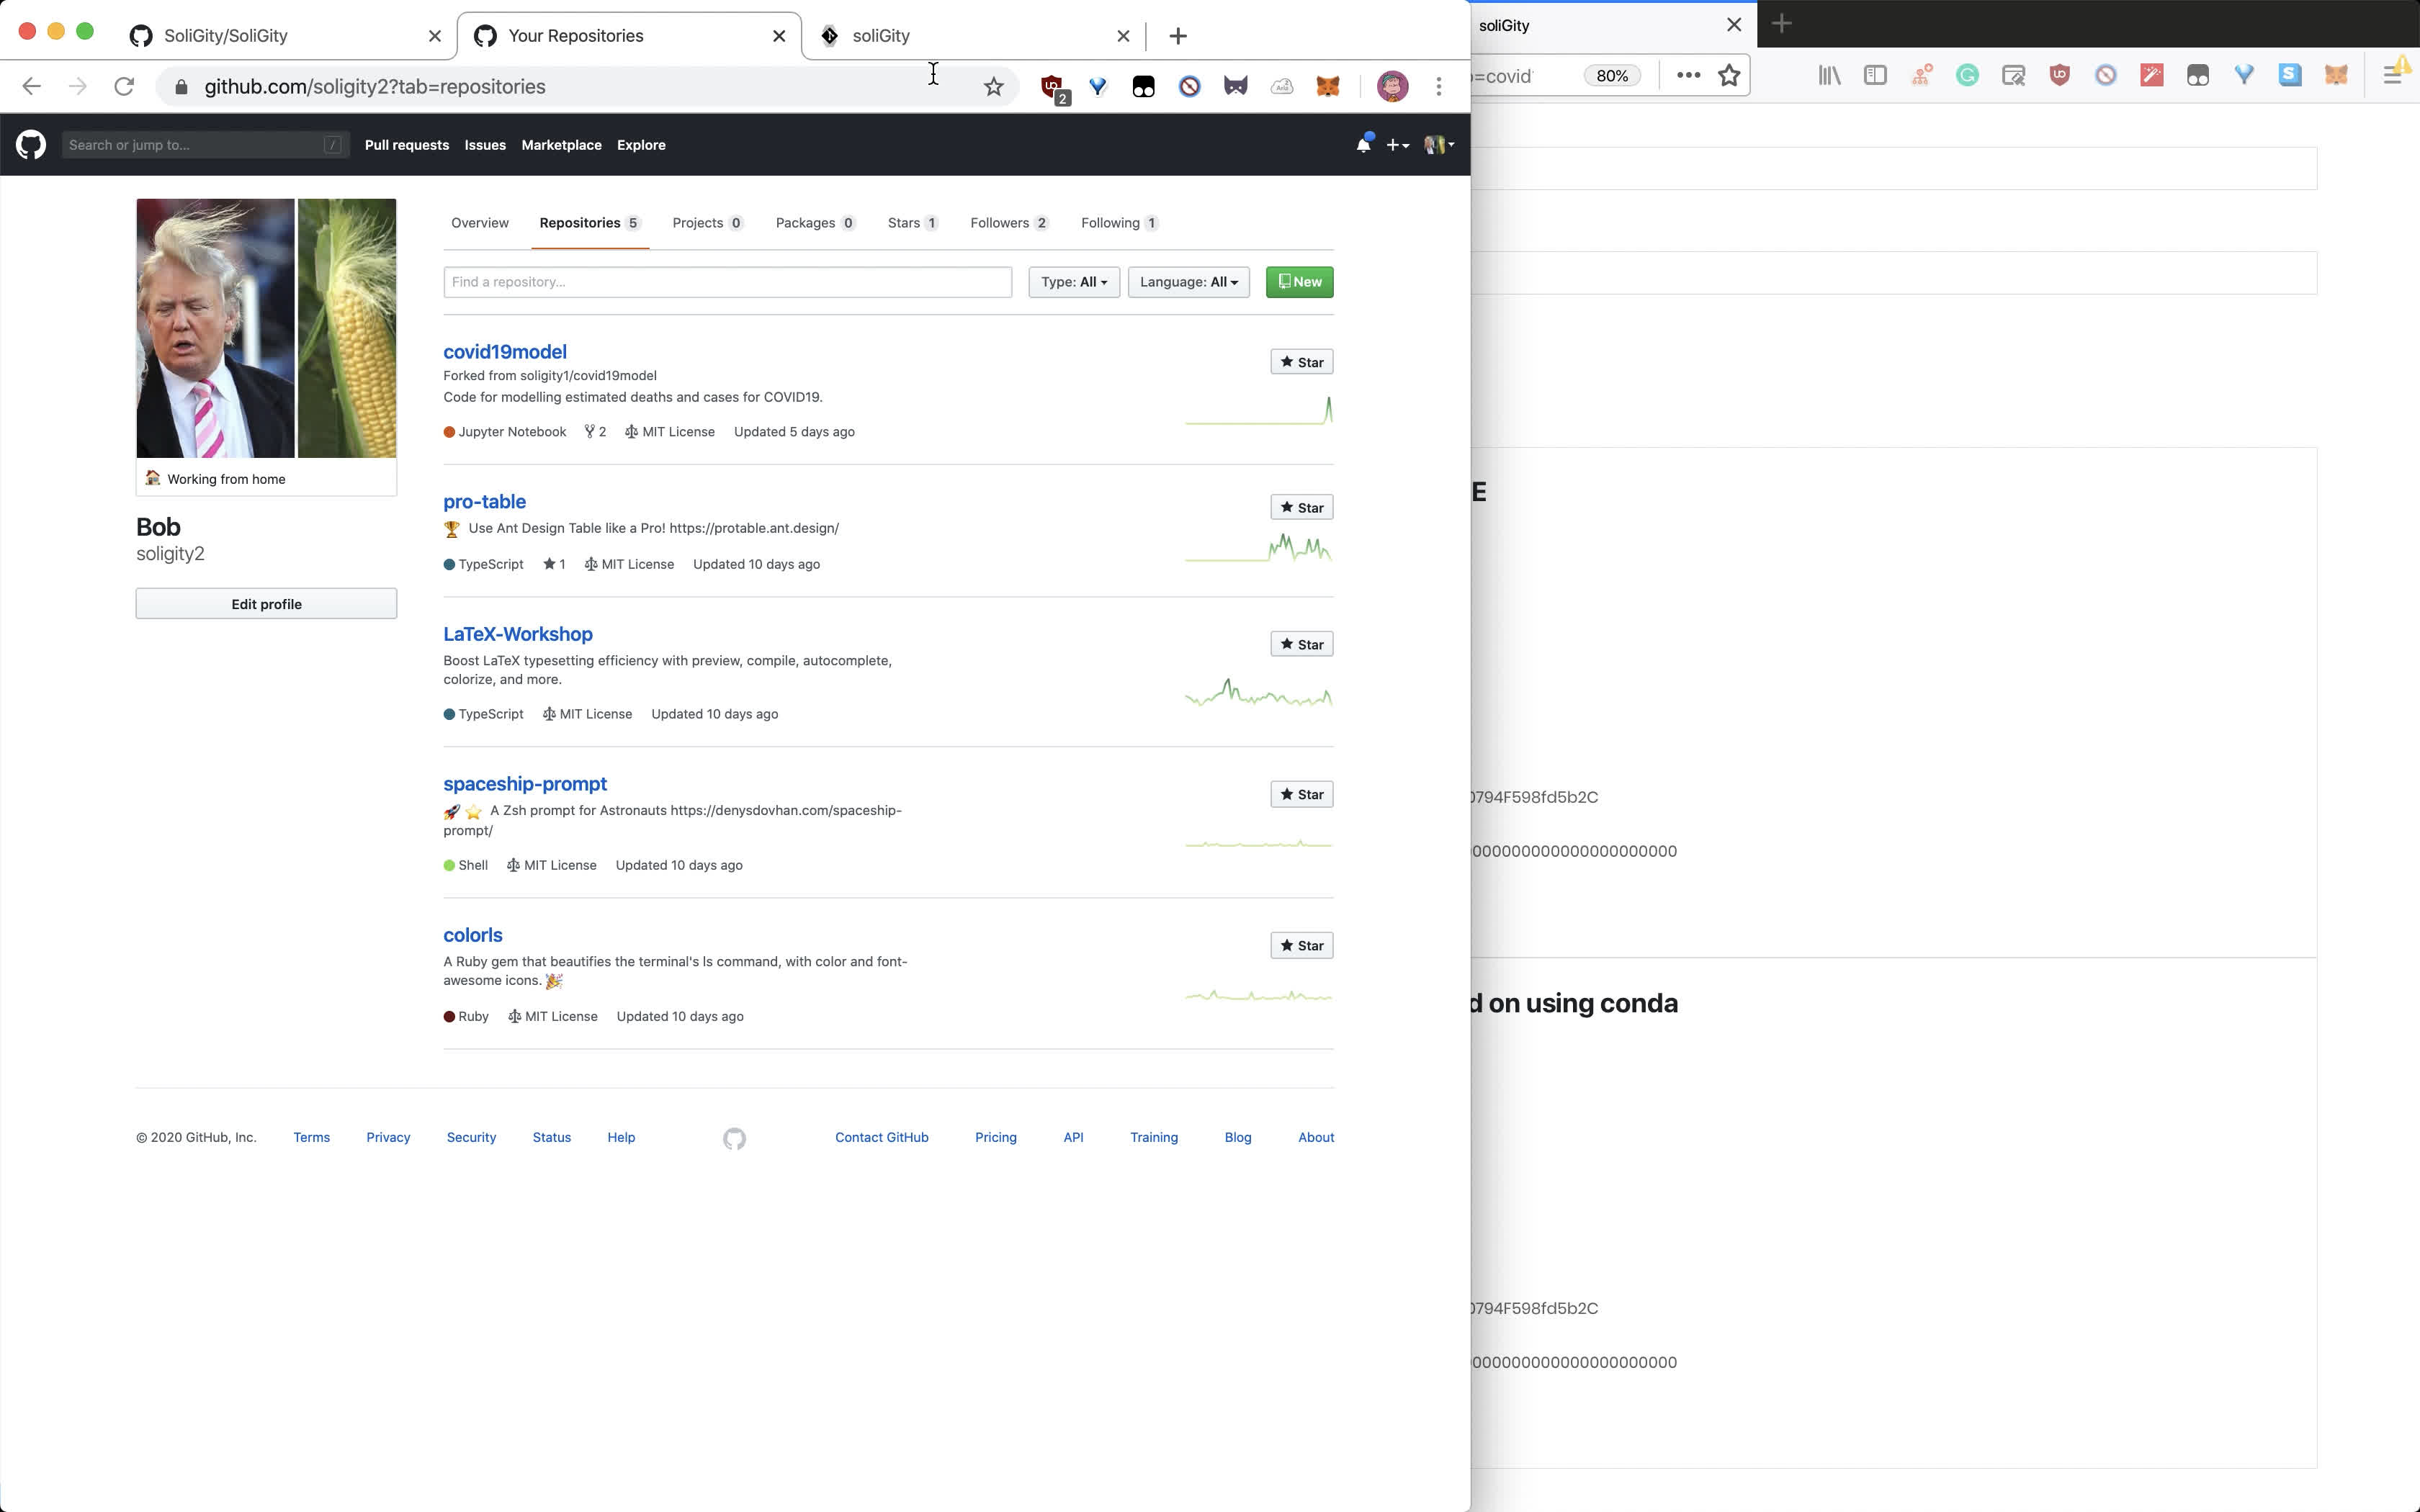 SoliGity/SoliGity
Your Repositories
soliGity
soliGity
github.com/soligity2?tab=repositories
2
=covid
80%
Search or jump to...
/
Pull requests Issues Marketplace Explore
Overview Repositories 5 Projects 0 Packages 0 Stars 1 Followers 2 Following 1
Find a repository...
Type: All
Language: All
New
Working from home
Bob
soligity2
Edit profile
covid19model
Star
Forked from soligity1/covid19model
Code for modelling estimated deaths and cases for COVID19.
Jupyter Notebook 2 MIT License Updated 5 days ago
pro-table
Star
Use Ant Design Table like a Pro! https://protable.ant.design/
TypeScript 1 MIT License Updated 10 days ago
LaTeX-Workshop
Star
Boost LaTeX typesetting efficiency with preview, compile, autocomplete,
colorize, and more.
TypeScript MIT License Updated 10 days ago
spaceship-prompt
Star
A Zsh prompt for Astronauts https://denysdovhan.com/spaceship-
prompt/
Shell MIT License Updated 10 days ago
colorls
Star
A Ruby gem that beautifies the terminal's ls command, with color and font-
awesome icons.
Ruby MIT License Updated 10 days ago
© 2020 GitHub, Inc. Terms Privacy Security Status Help Contact GitHub Pricing API Training Blog About
E
0794F598fd5b2C
0000000000000000000000
d on using conda
0794F598fd5b2C
0000000000000000000000